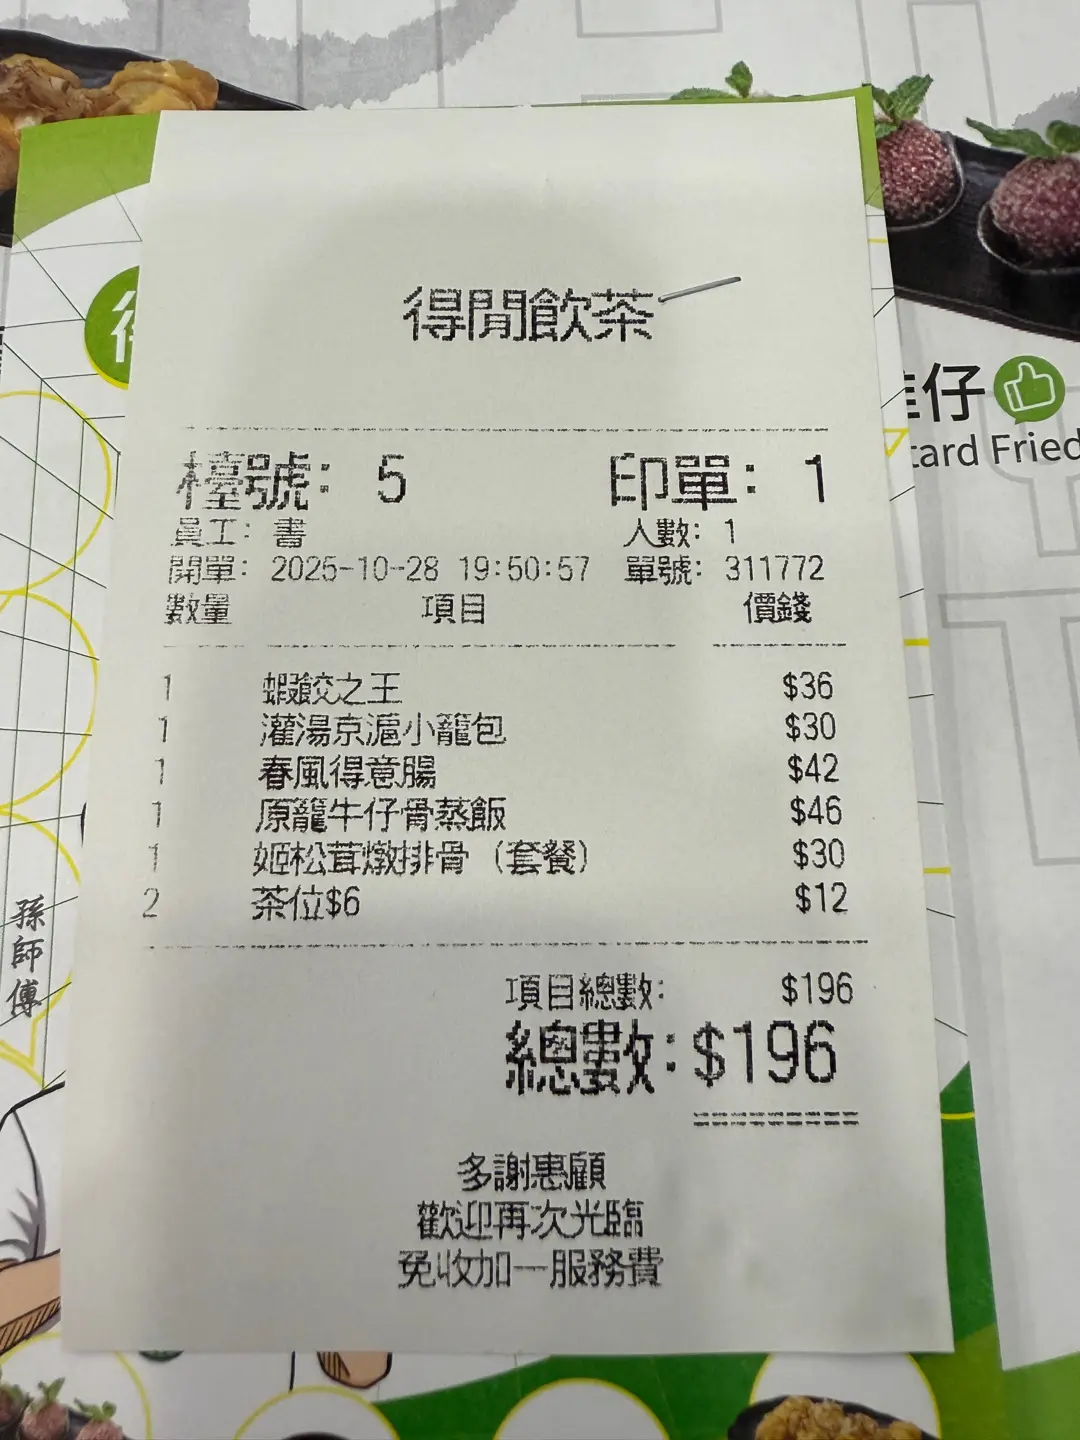 得閒飲茶
檯號: 5 印單: 1
員工: 書 人數: 1
開單: 2025-10-28 19:50:57 單號: 311772
數量 項目 價錢
1 蝦餃之王 $36
1 灌湯京滬小籠包 $30
1 春風得意腸 $42
1 原籠牛仔骨蒸飯 $46
1 姬松茸燉排骨（套餐） $30
2 茶位$6 $12
項目總數: $196
總數: $196
=========
多謝惠顧
歡迎再次光臨
免收加一服務費
仔
tard Fried
孫師傅